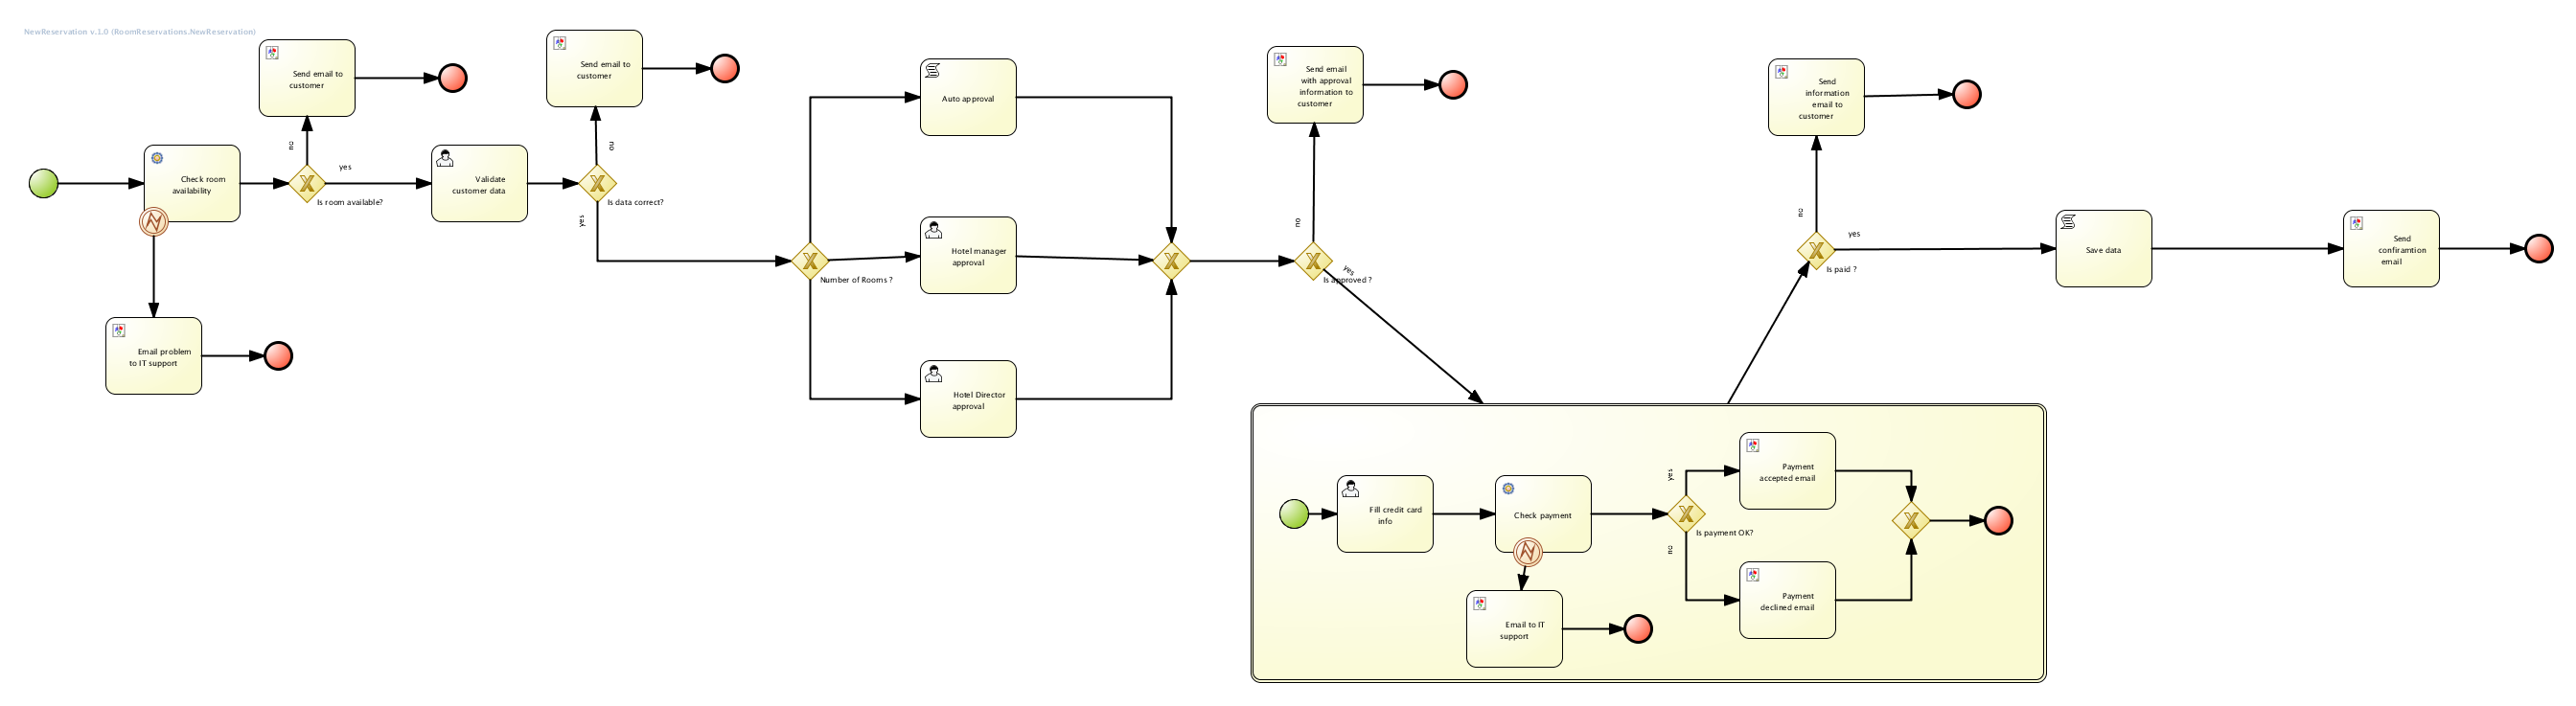 NewReservation v.1.0 (RoomReservations.NewReservation)
Send email to
customer
no
yes
Check room
availability
Is room available?
Email problem
to IT support
Validate
customer data
Send email to
customer
no
Is data correct?
yes
Number of Rooms ?
Auto approval
Hotel manager
approval
Hotel Director
approval
Send email
with approval
information to
customer
no
yes
Is approved ?
Fill credit card
info
Check payment
Email to IT
support
yes
Is payment OK?
no
Payment
accepted email
Payment
declined email
Send
information
email to
customer
no
yes
Is paid ?
Save data
Send
confiramtion
email